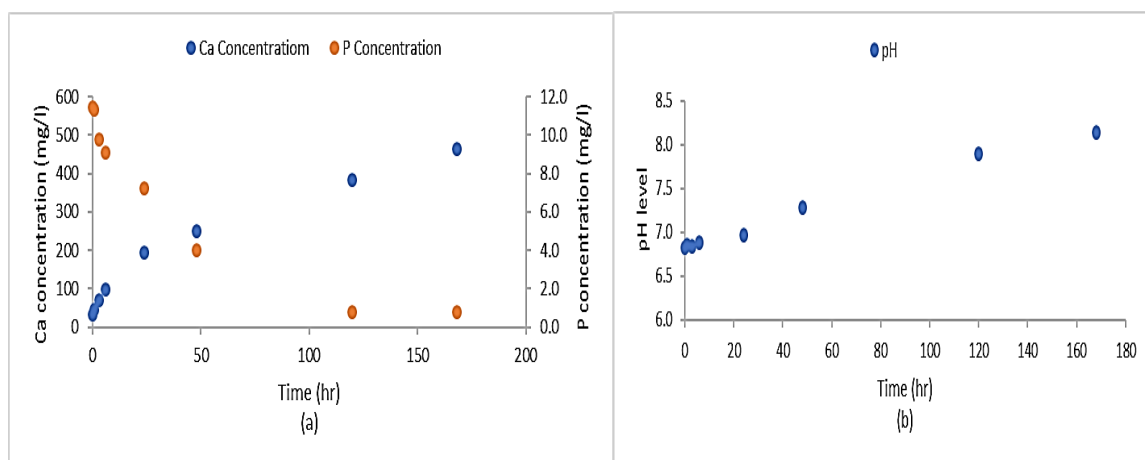 Ca Concentratiom P Concentration
600
500
400
300
200
100
0
Ca concentration (mg/l)
12.0
10.0
8.0
6.0
4.0
2.0
0.0
P concentration (mg/l)
0 50 100 150 200
Time (hr)
(a)
pH
8.5
8.0
7.5
7.0
6.5
6.0
pH level
0 20 40 60 80 100 120 140 160 180
Time (hr)
(b)